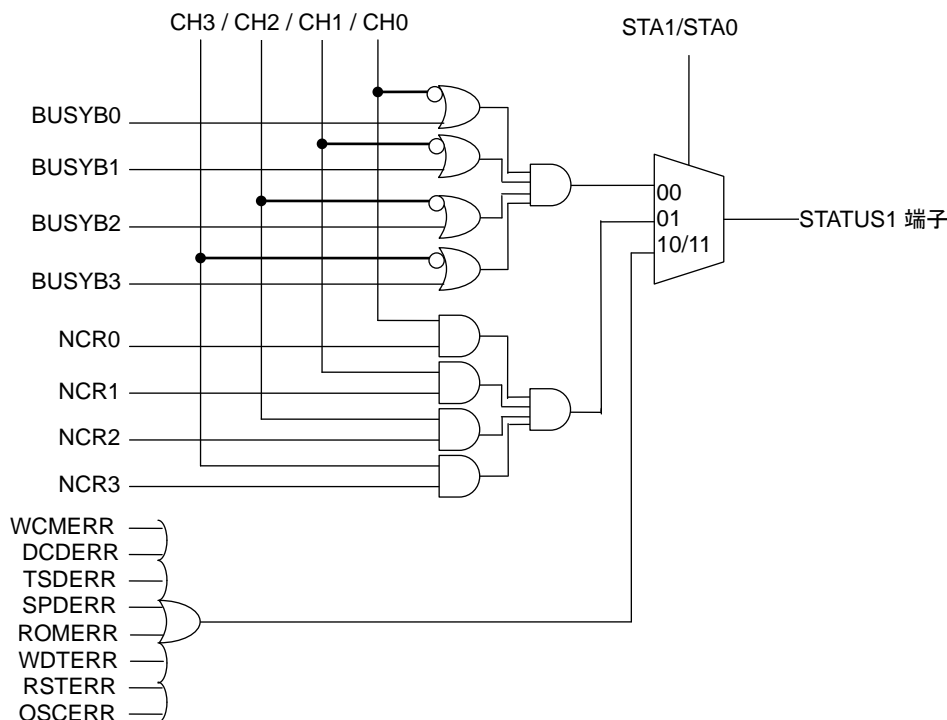 CH3 / CH2 / CH1 / CH0
STA1/STA0
BUSYB0
BUSYB1
BUSYB2
BUSYB3
00
01
10/11
STATUS1 端子
NCR0
NCR1
NCR2
NCR3
WCMERR
DCDERR
TSDERR
SPDERR
ROMERR
WDTERR
RSTERR
OSCERR